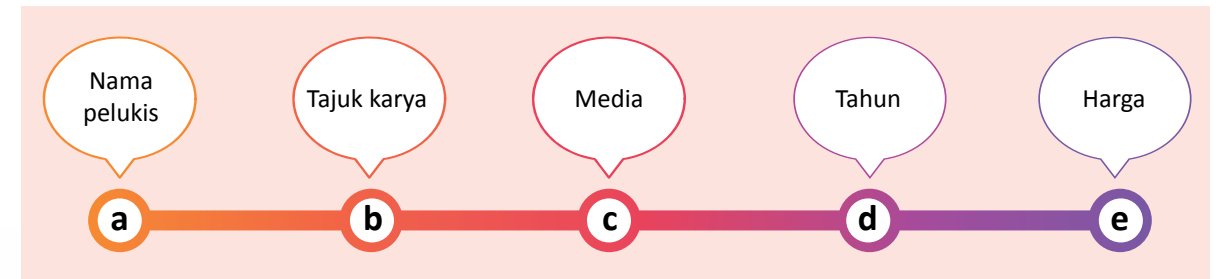 Nama
pelukis
Tajuk karya
Media
Tahun
Harga
a
b
c
d
e